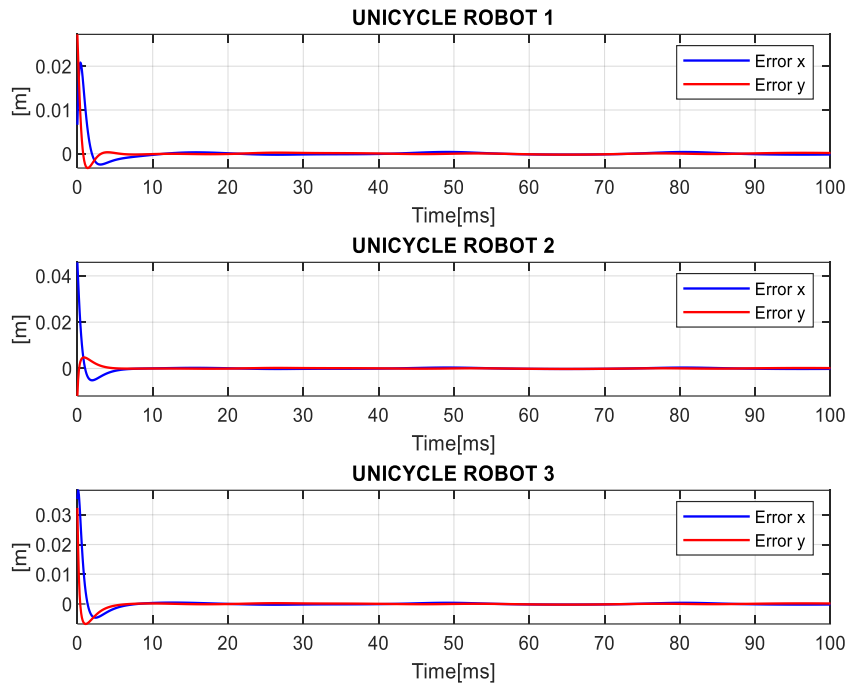 UNICYCLE ROBOT 1
Error x
Error y
[m]
0.02
0.01
0
0 10 20 30 40 50 60 70 80 90 100
Time[ms]
UNICYCLE ROBOT 2
Error x
Error y
[m]
0.04
0.02
0
0 10 20 30 40 50 60 70 80 90 100
Time[ms]
UNICYCLE ROBOT 3
Error x
Error y
[m]
0.03
0.02
0.01
0
0 10 20 30 40 50 60 70 80 90 100
Time[ms]